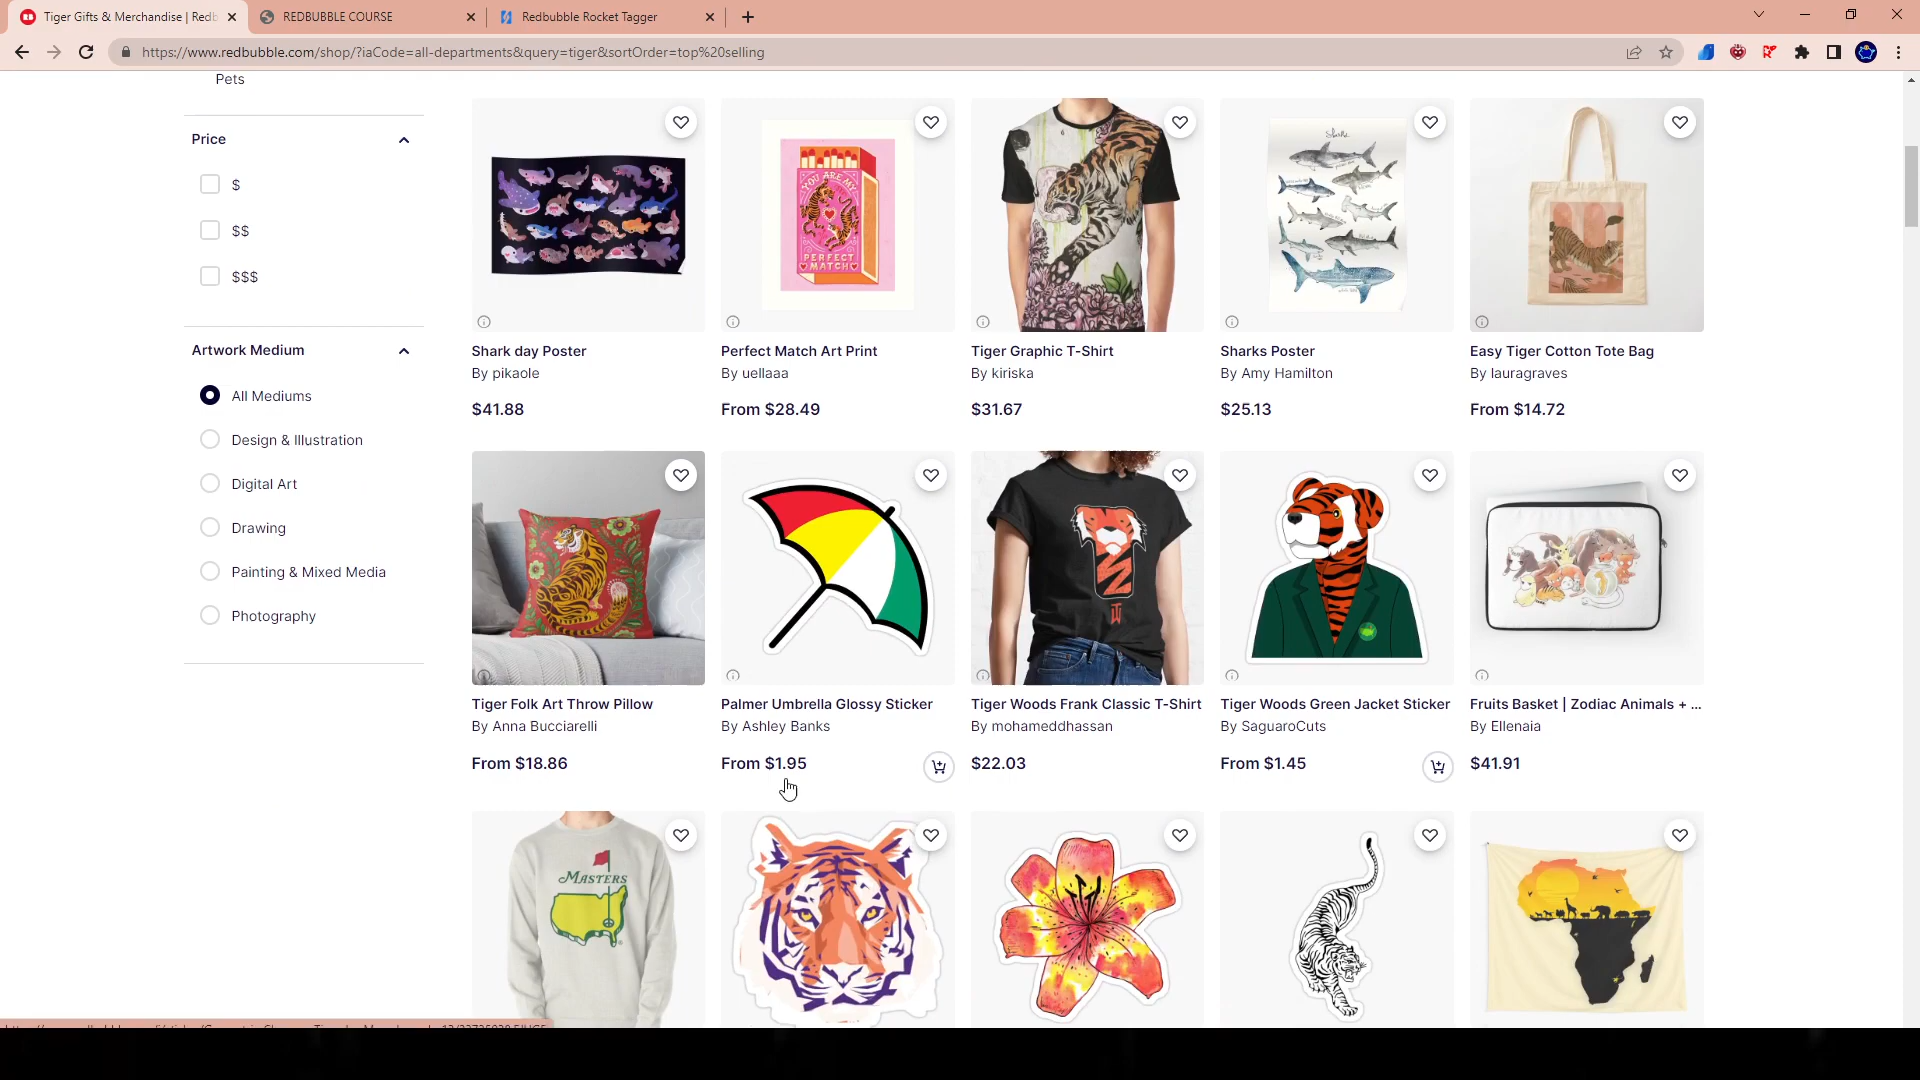 Tiger Gifts & Merchandise | Redb
REDBUBBLE COURSE
Redbubble Rocket Tagger
https://www.redbubble.com/shop/?iaCode=all-departments&query=tiger&sortOrder=top%20selling
Pets
Price
$
$$
$$$
Artwork Medium
All Mediums
Design & Illustration
Digital Art
Drawing
Painting & Mixed Media
Photography
YOU ARE MY
PERFECT
MATCH
Sharks
Shark day Poster
By pikaole
$41.88
Perfect Match Art Print
By uellaaa
From $28.49
Tiger Graphic T-Shirt
By kiriska
$31.67
Sharks Poster
By Amy Hamilton
$25.13
Easy Tiger Cotton Tote Bag
By lauragraves
From $14.72
TW
Tiger Folk Art Throw Pillow
By Anna Bucciarelli
From $18.86
Palmer Umbrella Glossy Sticker
By Ashley Banks
From $1.95
Tiger Woods Frank Classic T-Shirt
By mohameddhassan
$22.03
Tiger Woods Green Jacket Sticker
By SaguaroCuts
From $1.45
Fruits Basket | Zodiac Animals + ...
By Ellenaia
$41.91
MASTERS